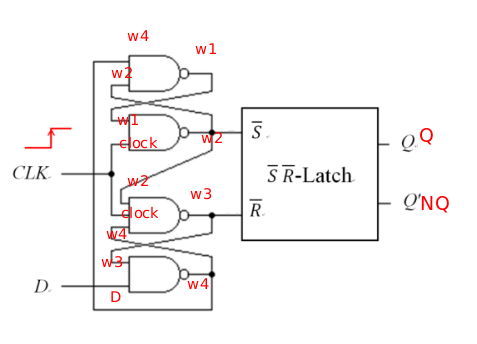 w4
w1
w2
w1
S̅
Q
Q
clock
w2
CLK
S̅ R̅-Latch
w2
w3
clock
R̅
Q'
NQ
w4
w3
D
D
w4